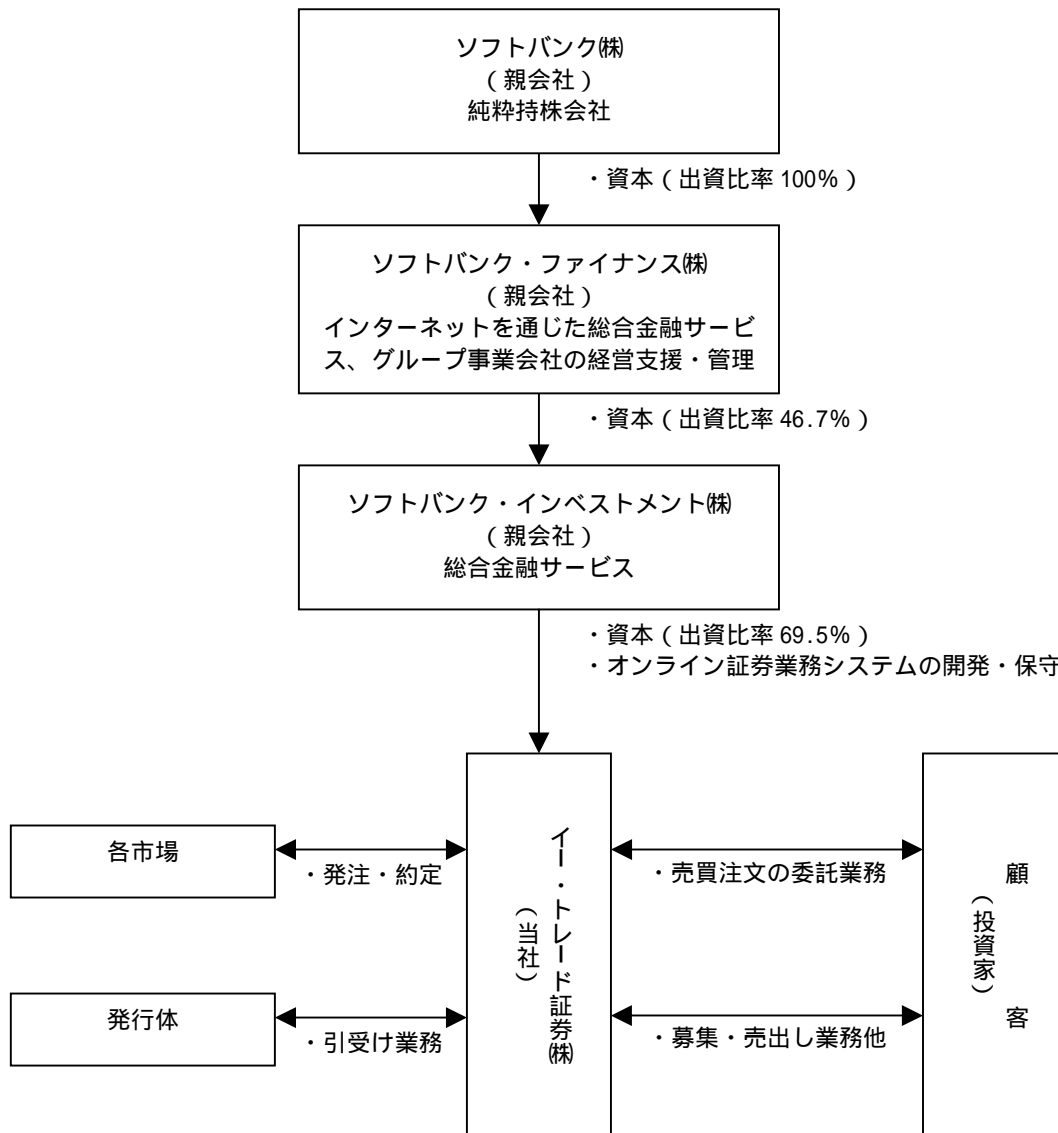 ソフトバンク㈱
（親会社）
純粋持株会社
・資本（出資比率 100％）
ソフトバンク・ファイナンス㈱
（親会社）
インターネットを通じた総合金融サービ
ス、グループ事業会社の経営支援・管理
・資本（出資比率 46.7％）
ソフトバンク・インベストメント㈱
（親会社）
総合金融サービス
・資本（出資比率 69.5％）
・オンライン証券業務システムの開発・保守
各市場
・発注・約定
発行体
・引受け業務
イー・トレード証券㈱
（当社）
・売買注文の委託業務
・募集・売出し業務他
顧客
（投資家）